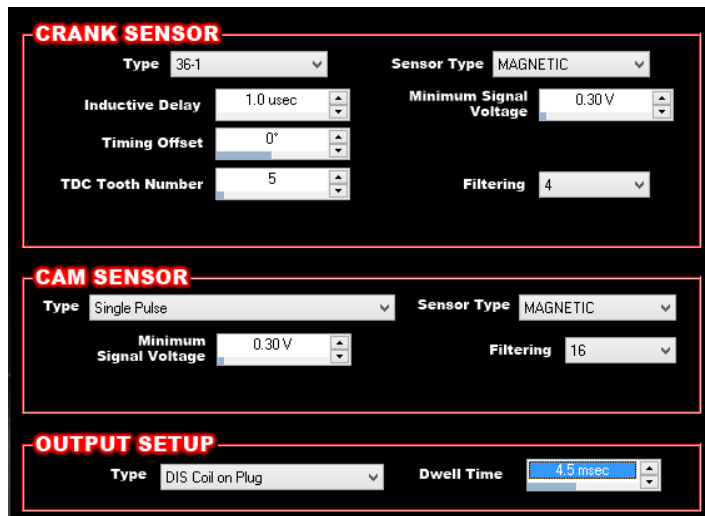 CRANK SENSOR
Type 36-1 Sensor Type MAGNETIC
Inductive Delay 1.0 usec Minimum Signal Voltage 0.30 V
Timing Offset 0°
TDC Tooth Number 5 Filtering 4
CAM SENSOR
Type Single Pulse Sensor Type MAGNETIC
Minimum Signal Voltage 0.30 V Filtering 16
OUTPUT SETUP
Type DIS Coil on Plug Dwell Time 4.5 msec